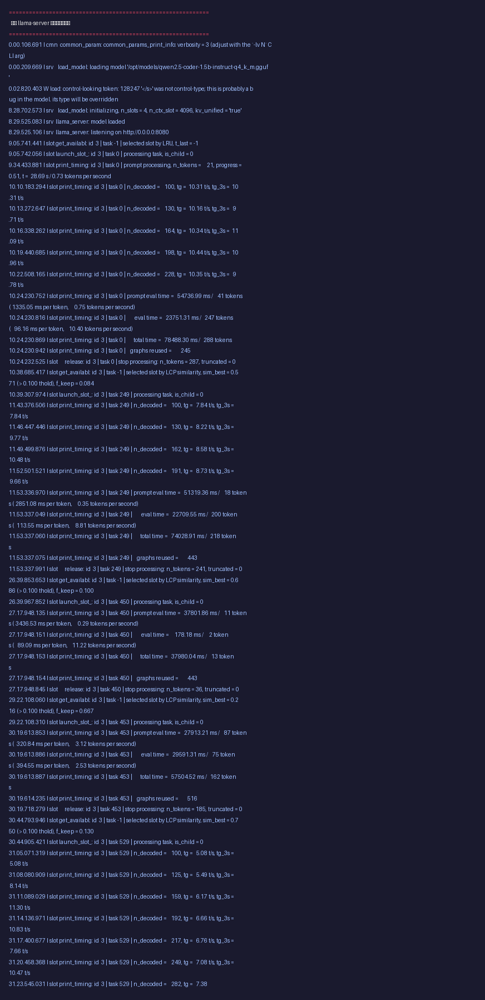 ============================================================
llama-server
============================================================
0.00.106.691 I cmn  common_param: common_params_print_info: verbosity = 3 (adjust with the `-lv N` C
LI arg)
0.00.209.669 I srv    load_model: loading model '/opt/models/qwen2.5-coder-1.5b-instruct-q4_k_m.gguf
'
0.02.820.403 W load: control-looking token: 128247 '</s>' was not control-type; this is probably a b
ug in the model. its type will be overridden
8.28.702.573 I srv    load_model: initializing, n_slots = 4, n_ctx_slot = 4096, kv_unified = 'true'
8.29.525.083 I srv  llama_server: model loaded
8.29.525.106 I srv  llama_server: listening on http://0.0.0.0:8080
9.05.741.441 I slot get_availabl: id  3 | task -1 | selected slot by LRU, t_last = -1
9.05.742.056 I slot launch_slot_: id  3 | task 0 | processing task, is_child = 0
9.34.433.881 I slot print_timing: id  3 | task 0 | prompt processing, n_tokens =     21, progress =
0.51, t =  28.69 s / 0.73 tokens per second
10.10.183.294 I slot print_timing: id  3 | task 0 | n_decoded =    100, tg =  10.31 t/s, tg_3s =  10
.31 t/s
10.13.272.647 I slot print_timing: id  3 | task 0 | n_decoded =    130, tg =  10.16 t/s, tg_3s =   9
.71 t/s
10.16.338.262 I slot print_timing: id  3 | task 0 | n_decoded =    164, tg =  10.34 t/s, tg_3s =  11
.09 t/s
10.19.440.685 I slot print_timing: id  3 | task 0 | n_decoded =    198, tg =  10.44 t/s, tg_3s =  10
.96 t/s
10.22.508.165 I slot print_timing: id  3 | task 0 | n_decoded =    228, tg =  10.35 t/s, tg_3s =   9
.78 t/s
10.24.230.752 I slot print_timing: id  3 | task 0 | prompt eval time =   54736.99 ms /    41 tokens
( 1335.05 ms per token,     0.75 tokens per second)
10.24.230.816 I slot print_timing: id  3 | task 0 |        eval time =   23751.31 ms /   247 tokens
(   96.16 ms per token,    10.40 tokens per second)
10.24.230.869 I slot print_timing: id  3 | task 0 |       total time =   78488.30 ms /   288 tokens
10.24.230.942 I slot print_timing: id  3 | task 0 |    graphs reused =        245
10.24.232.525 I slot      release: id  3 | task 0 | stop processing: n_tokens = 287, truncated = 0
10.38.685.417 I slot get_availabl: id  3 | task -1 | selected slot by LCP similarity, sim_best = 0.5
71 (> 0.100 thold), f_keep = 0.084
10.39.307.974 I slot launch_slot_: id  3 | task 249 | processing task, is_child = 0
11.43.376.506 I slot print_timing: id  3 | task 249 | n_decoded =    100, tg =   7.84 t/s, tg_3s =
 7.84 t/s
11.46.447.446 I slot print_timing: id  3 | task 249 | n_decoded =    130, tg =   8.22 t/s, tg_3s =
 9.77 t/s
11.49.499.876 I slot print_timing: id  3 | task 249 | n_decoded =    162, tg =   8.58 t/s, tg_3s =
10.48 t/s
11.52.501.521 I slot print_timing: id  3 | task 249 | n_decoded =    191, tg =   8.73 t/s, tg_3s =
 9.66 t/s
11.53.336.970 I slot print_timing: id  3 | task 249 | prompt eval time =   51319.36 ms /    18 token
s ( 2851.08 ms per token,     0.35 tokens per second)
11.53.337.049 I slot print_timing: id  3 | task 249 |        eval time =   22709.55 ms /   200 token
s (   113.55 ms per token,     8.81 tokens per second)
11.53.337.060 I slot print_timing: id  3 | task 249 |       total time =   74028.91 ms /   218 token
s
11.53.337.075 I slot print_timing: id  3 | task 249 |    graphs reused =        443
11.53.337.991 I slot      release: id  3 | task 249 | stop processing: n_tokens = 241, truncated = 0
26.39.853.653 I slot get_availabl: id  3 | task -1 | selected slot by LCP similarity, sim_best = 0.6
86 (> 0.100 thold), f_keep = 0.100
26.39.967.852 I slot launch_slot_: id  3 | task 450 | processing task, is_child = 0
27.17.948.135 I slot print_timing: id  3 | task 450 | prompt eval time =   37801.86 ms /    11 token
s ( 3436.53 ms per token,     0.29 tokens per second)
27.17.948.151 I slot print_timing: id  3 | task 450 |        eval time =     178.18 ms /     2 token
s (   89.09 ms per token,    11.22 tokens per second)
27.17.948.153 I slot print_timing: id  3 | task 450 |       total time =   37980.04 ms /    13 token
s
27.17.948.154 I slot print_timing: id  3 | task 450 |    graphs reused =        443
27.17.948.845 I slot      release: id  3 | task 450 | stop processing: n_tokens = 36, truncated = 0
29.22.108.060 I slot get_availabl: id  3 | task -1 | selected slot by LCP similarity, sim_best = 0.2
16 (> 0.100 thold), f_keep = 0.667
29.22.108.310 I slot launch_slot_: id  3 | task 453 | processing task, is_child = 0
30.19.613.853 I slot print_timing: id  3 | task 453 | prompt eval time =   27913.21 ms /    87 token
s (  320.84 ms per token,     3.12 tokens per second)
30.19.613.886 I slot print_timing: id  3 | task 453 |        eval time =   29591.31 ms /    75 token
s (  394.55 ms per token,     2.53 tokens per second)
30.19.613.887 I slot print_timing: id  3 | task 453 |       total time =   57504.52 ms /   162 token
s
30.19.614.235 I slot print_timing: id  3 | task 453 |    graphs reused =        516
30.19.718.279 I slot      release: id  3 | task 453 | stop processing: n_tokens = 185, truncated = 0
30.44.793.946 I slot get_availabl: id  3 | task -1 | selected slot by LCP similarity, sim_best = 0.7
50 (> 0.100 thold), f_keep = 0.130
30.44.905.421 I slot launch_slot_: id  3 | task 529 | processing task, is_child = 0
31.05.071.319 I slot print_timing: id  3 | task 529 | n_decoded =    100, tg =   5.08 t/s, tg_3s =
 5.08 t/s
31.08.080.909 I slot print_timing: id  3 | task 529 | n_decoded =    125, tg =   5.49 t/s, tg_3s =
 8.14 t/s
31.11.089.029 I slot print_timing: id  3 | task 529 | n_decoded =    159, tg =   6.17 t/s, tg_3s =
11.30 t/s
31.14.136.971 I slot print_timing: id  3 | task 529 | n_decoded =    192, tg =   6.66 t/s, tg_3s =
10.83 t/s
31.17.400.677 I slot print_timing: id  3 | task 529 | n_decoded =    217, tg =   6.76 t/s, tg_3s =
 7.66 t/s
31.20.458.368 I slot print_timing: id  3 | task 529 | n_decoded =    249, tg =   7.08 t/s, tg_3s =
10.47 t/s
31.23.545.031 I slot print_timing: id  3 | task 529 | n_decoded =    282, tg =   7.38